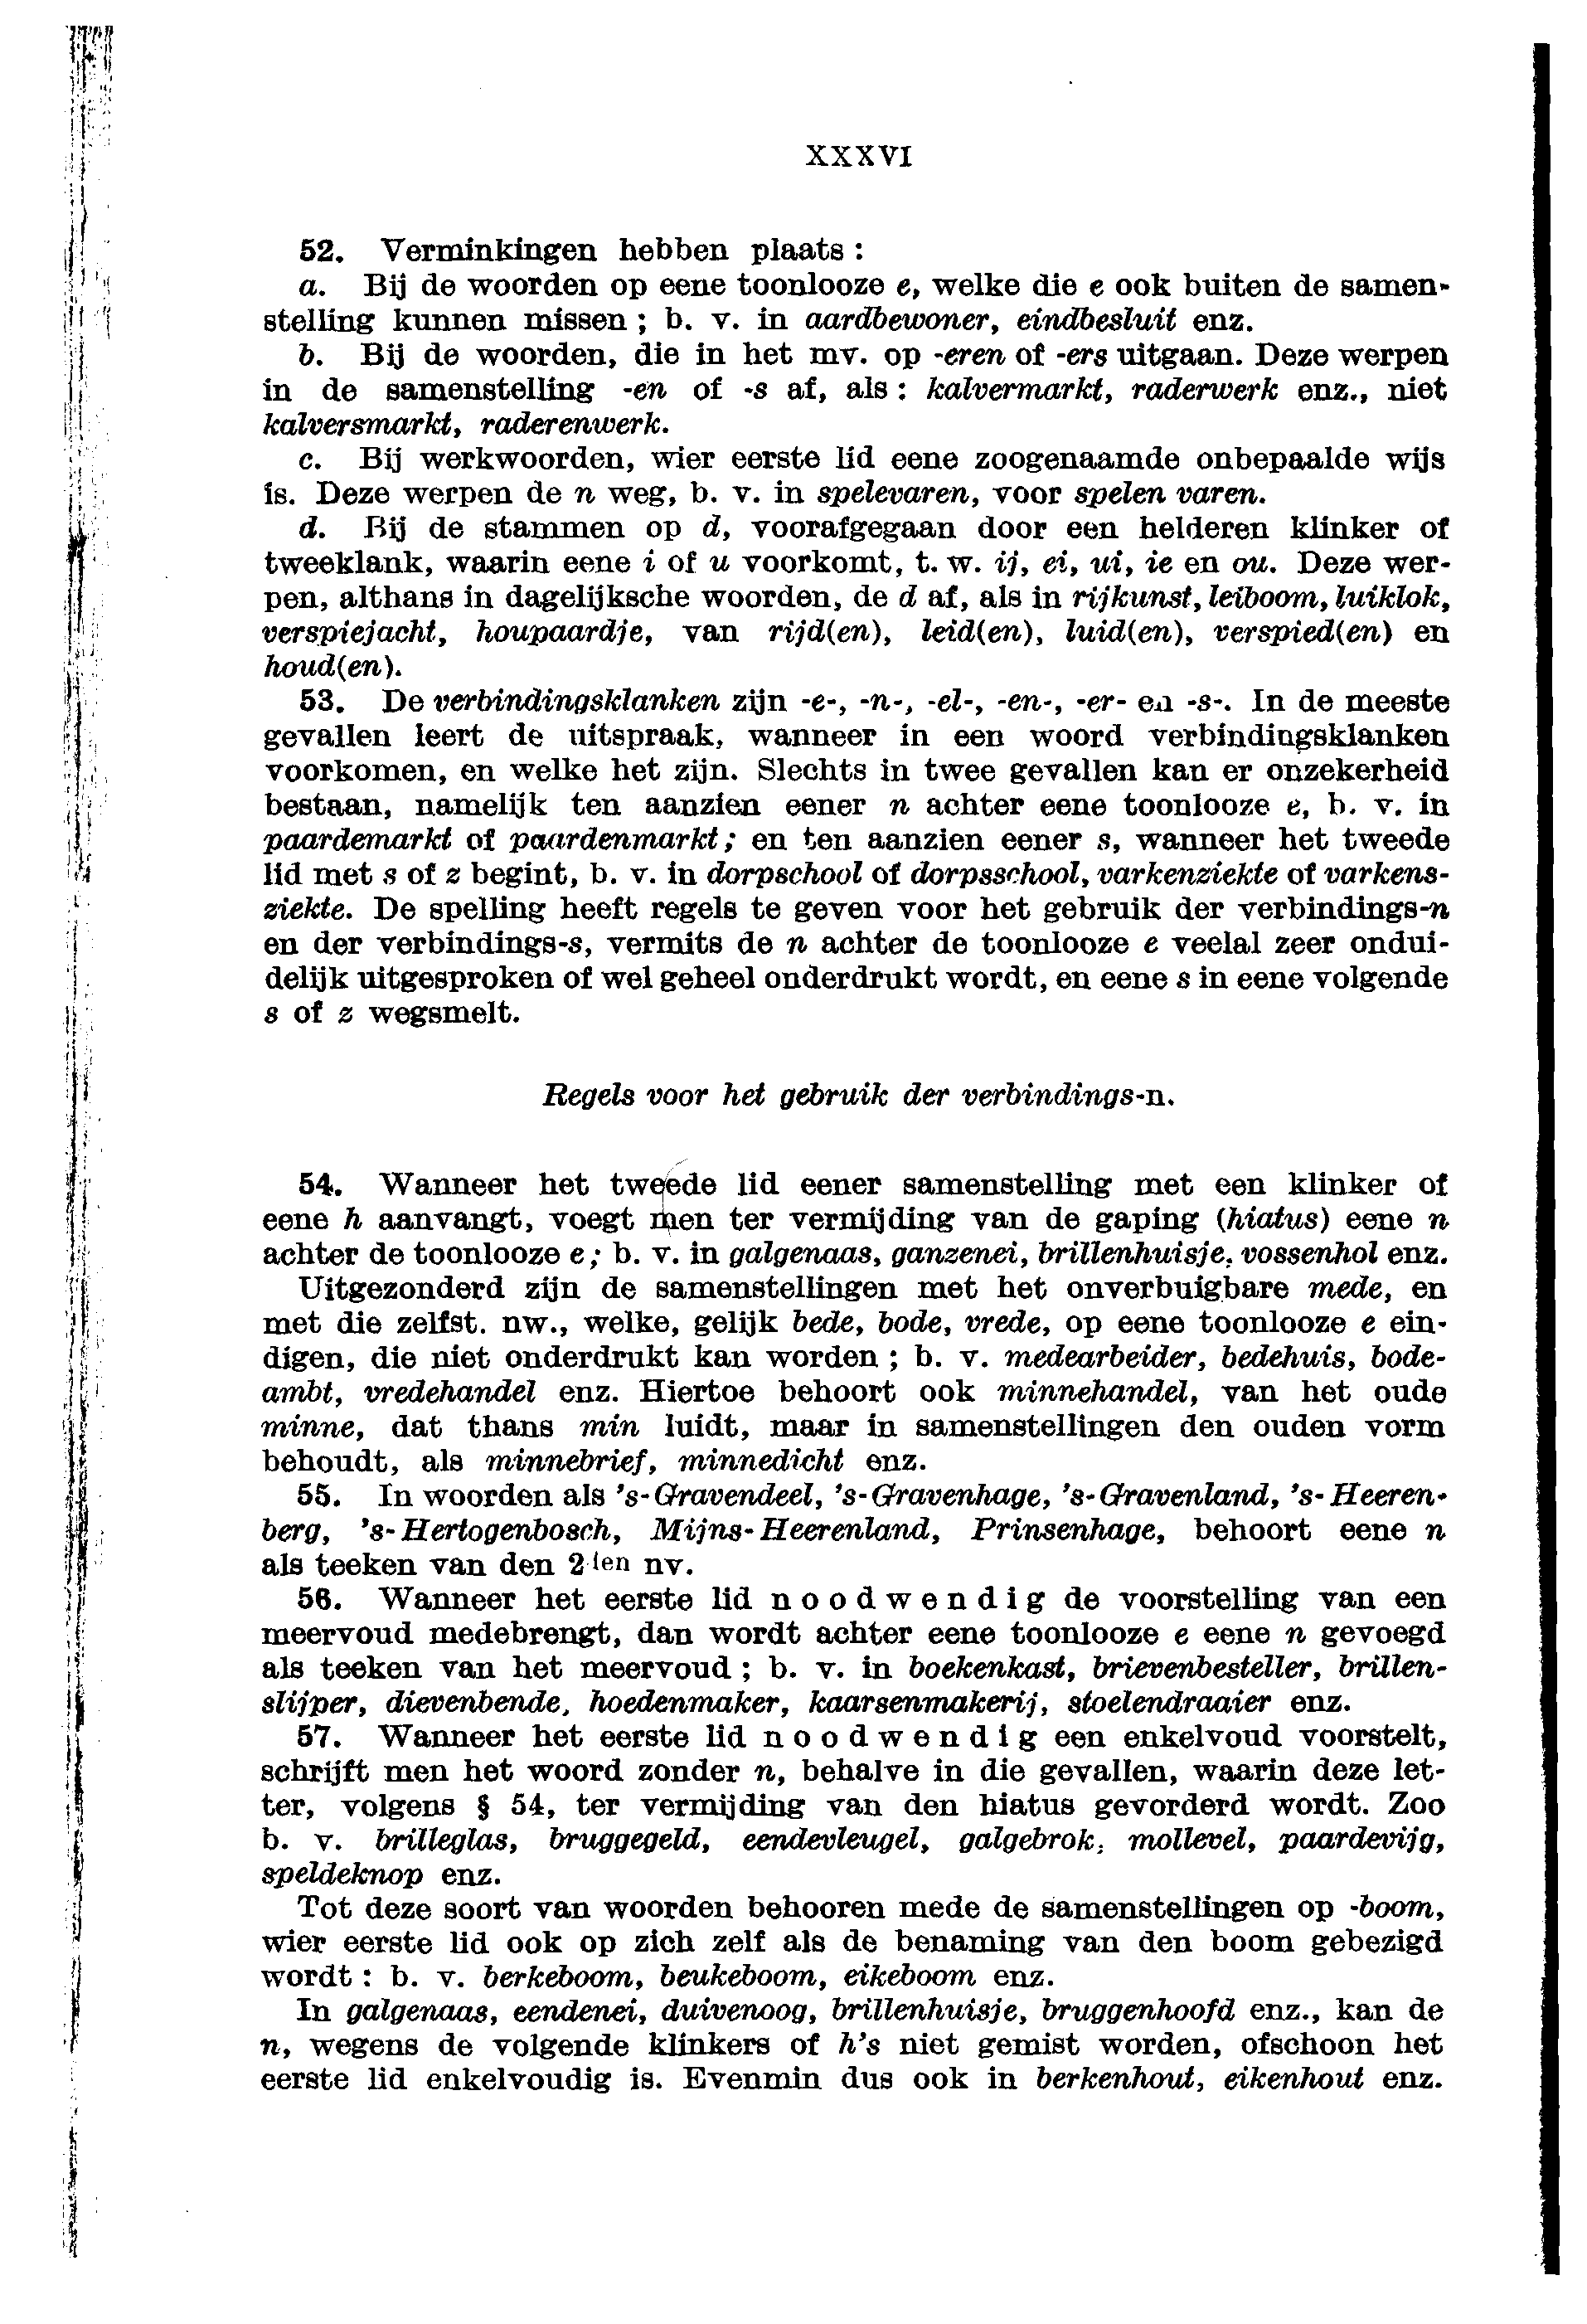 XXXVI
52. Verminkingen hebben plaats :
a. Bij de woorden op eene toonlooze e, welke die e ook buiten de samen-
stelling kunnen missen ; b. v. in aardbewoner, eindbesluit enz.
b. Bij de woorden, die in het mv. op -eren of -ers uitgaan. Deze werpen
in de samenstelling -en of -s af, als : kalvermarkt, raderwerk enz., niet
kalversmarkt, raderenwerk.
c. Bij werkwoorden, wier eerste lid eene zoogenaamde onbepaalde wijs
is. Deze werpen de n weg, b. v. in spelevaren, voor spelen varen.
d. Bij de stammen op d, voorafgegaan door een helderen klinker of
tweeklank, waarin eene i of u voorkomt, t. w. ij, ei, ui, ie en ou. Deze wer-
pen, althans in dagelijksche woorden, de d af, als in rijkunst, leiboom, luiklok,
verspiejacht, houpaardje, van rijd(en), leid(en), luid(en), verspied(en) en
houd(en).
53. De verbindingsklanken zijn -e-, -n-, -el-, -en-, -er- en -s-. In de meeste
gevallen leert de uitspraak, wanneer in een woord verbindingsklanken
voorkomen, en welke het zijn. Slechts in twee gevallen kan er onzekerheid
bestaan, namelijk ten aanzien eener n achter eene toonlooze e, b. v. in
paardemarkt of paardenmarkt ; en ten aanzien eener s, wanneer het tweede
lid met s of z begint, b. v. in dorpschool of dorpsschool, varkenziekte of varkens-
ziekte. De spelling heeft regels te geven voor het gebruik der verbindings-n
en der verbindings-s, vermits de n achter de toonlooze e veelal zeer ondui-
delijk uitgesproken of wel geheel onderdrukt wordt, en eene s in eene volgende
s of z wegsmelt.
Regels voor het gebruik der verbindings-n.
54. Wanneer het tweede lid eener samenstelling met een klinker of
eene h aanvangt, voegt men ter vermijding van de gaping (hiatus) eene n
achter de toonlooze e ; b. v. in galgenaas, ganzenei, brillenhuisje, vossenhol enz.
Uitgezonderd zijn de samenstellingen met het onverbuigbare mede, en
met die zelfst. nw., welke, gelijk bede, bode, vrede, op eene toonlooze e ein-
digen, die niet onderdrukt kan worden ; b. v. medearbeider, bedehuis, bode-
ambt, vredehandel enz. Hiertoe behoort ook minnehandel, van het oude
minne, dat thans min luidt, maar in samenstellingen den ouden vorm
behoudt, als minnebrief, minnedicht enz.
55. In woorden als 's-Gravendeel, 's-Gravenhage, 's-Gravenland, 's-Heeren-
berg, 's-Hertogenbosch, Mijns-Heerenland, Prinsenhage, behoort eene n
als teeken van den 2den nv.
56. Wanneer het eerste lid noodwendig de voorstelling van een
meervoud medebrengt, dan wordt achter eene toonlooze e eene n gevoegd
als teeken van het meervoud ; b. v. in boekenkast, brievenbesteller, brillen-
slijper, dievenbende, hoedenmaker, kaarsenmakerij, stoelendraaier enz.
57. Wanneer het eerste lid noodwendig een enkelvoud voorstelt,
schrijft men het woord zonder n, behalve in die gevallen, waarin deze let-
ter, volgens § 54, ter vermijding van den hiatus gevorderd wordt. Zoo
b. v. brilleglas, bruggegeld, eendevleugel, galgebrok, mollevel, paardevijg,
speldeknop enz.
Tot deze soort van woorden behooren mede de samenstellingen op -boom,
wier eerste lid ook op zich zelf als de benaming van den boom gebezigd
wordt : b. v. berkeboom, beukeboom, eikeboom enz.
In galgenaas, eendenei, duivenoog, brillenhuisje, bruggenhoofd enz., kan de
n, wegens de volgende klinkers of h's niet gemist worden, ofschoon het
eerste lid enkelvoudig is. Evenmin dus ook in berkenhout, eikenhout enz.